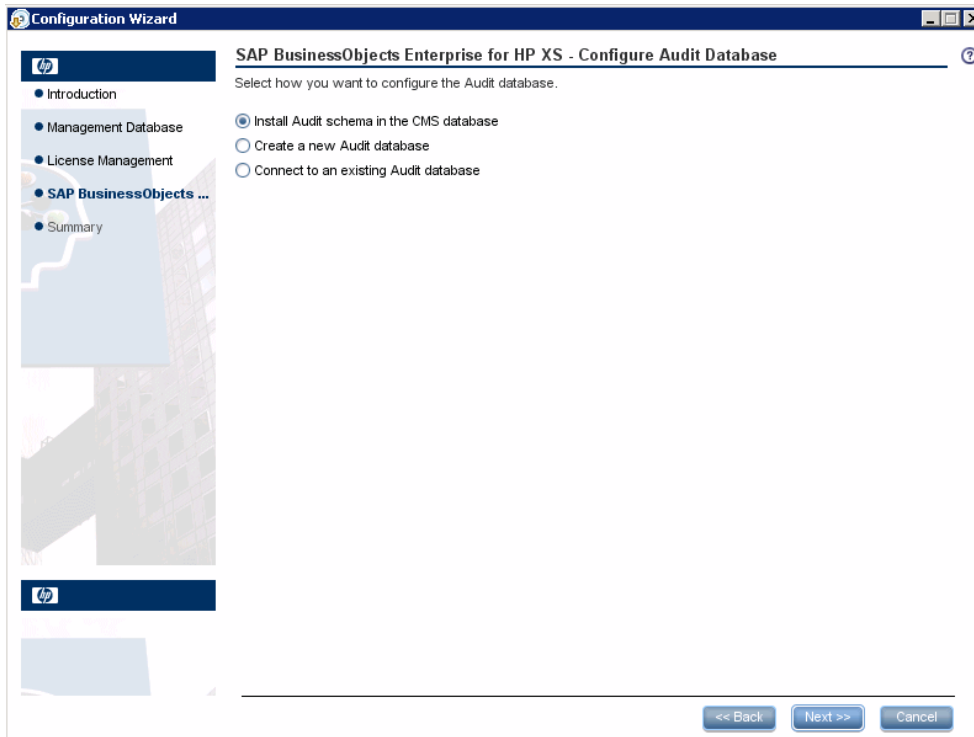 Configuration Wizard
hp
Introduction
Management Database
License Management
SAP BusinessObjects ...
Summary
hp
SAP BusinessObjects Enterprise for HP XS - Configure Audit Database
?
Select how you want to configure the Audit database.
Install Audit schema in the CMS database
Create a new Audit database
Connect to an existing Audit database
<< Back
Next >>
Cancel